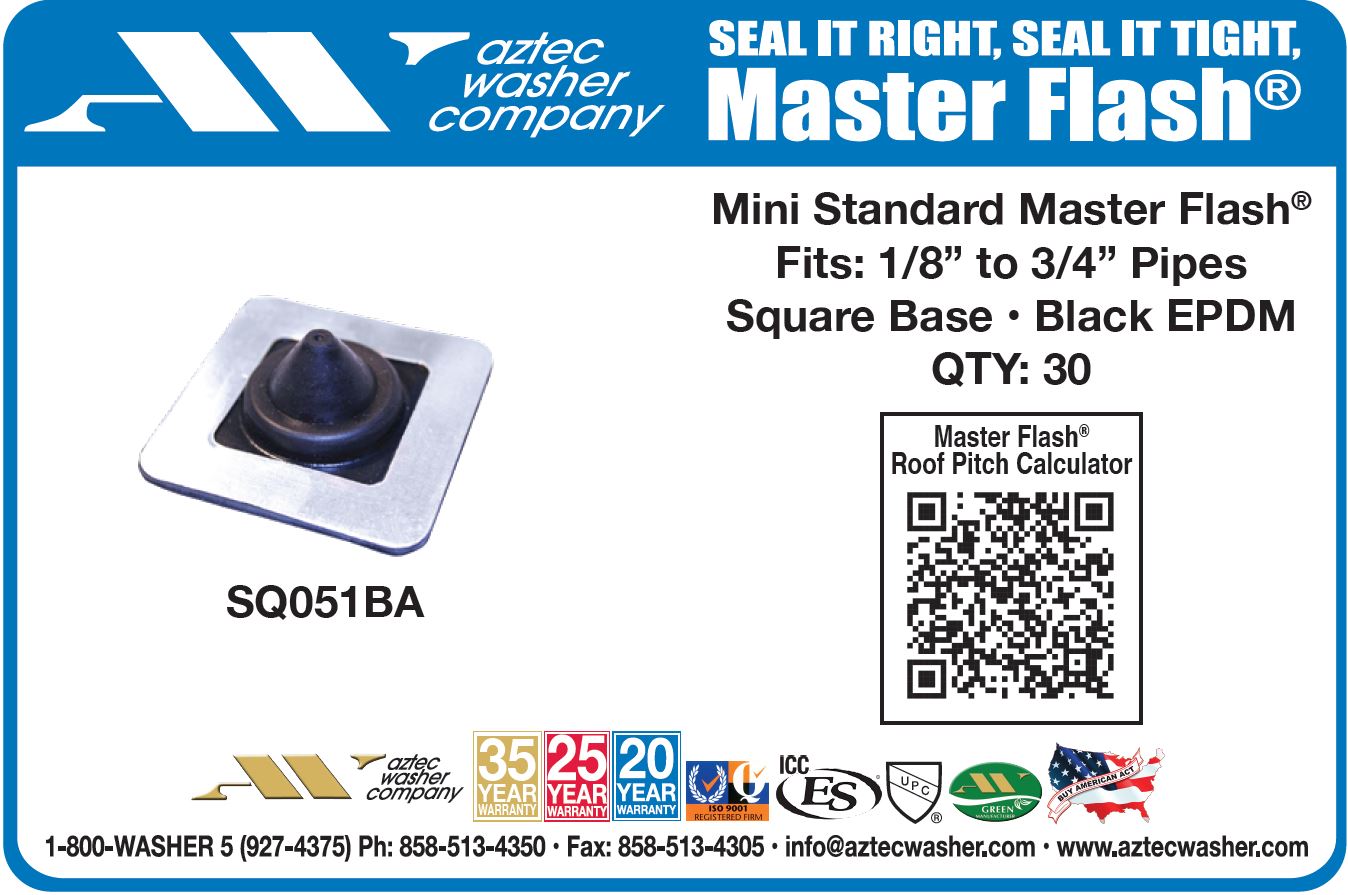 aztec
washer
company
SEAL IT RIGHT, SEAL IT TIGHT,
Master Flash®
Mini Standard Master Flash®
Fits: 1/8” to 3/4” Pipes
Square Base • Black EPDM
QTY: 30
Master Flash®
Roof Pitch Calculator
SQ051BA
aztec
washer
company
35
YEAR
WARRANTY
25
YEAR
WARRANTY
20
YEAR
WARRANTY
ISO 9001
REGISTERED FIRM
ICC
ES
UPC
®
GREEN
MANUFACTURER
BUY AMERICAN ACT
1-800-WASHER 5 (927-4375) Ph: 858-513-4350 • Fax: 858-513-4305 • info@aztecwasher.com • www.aztecwasher.com